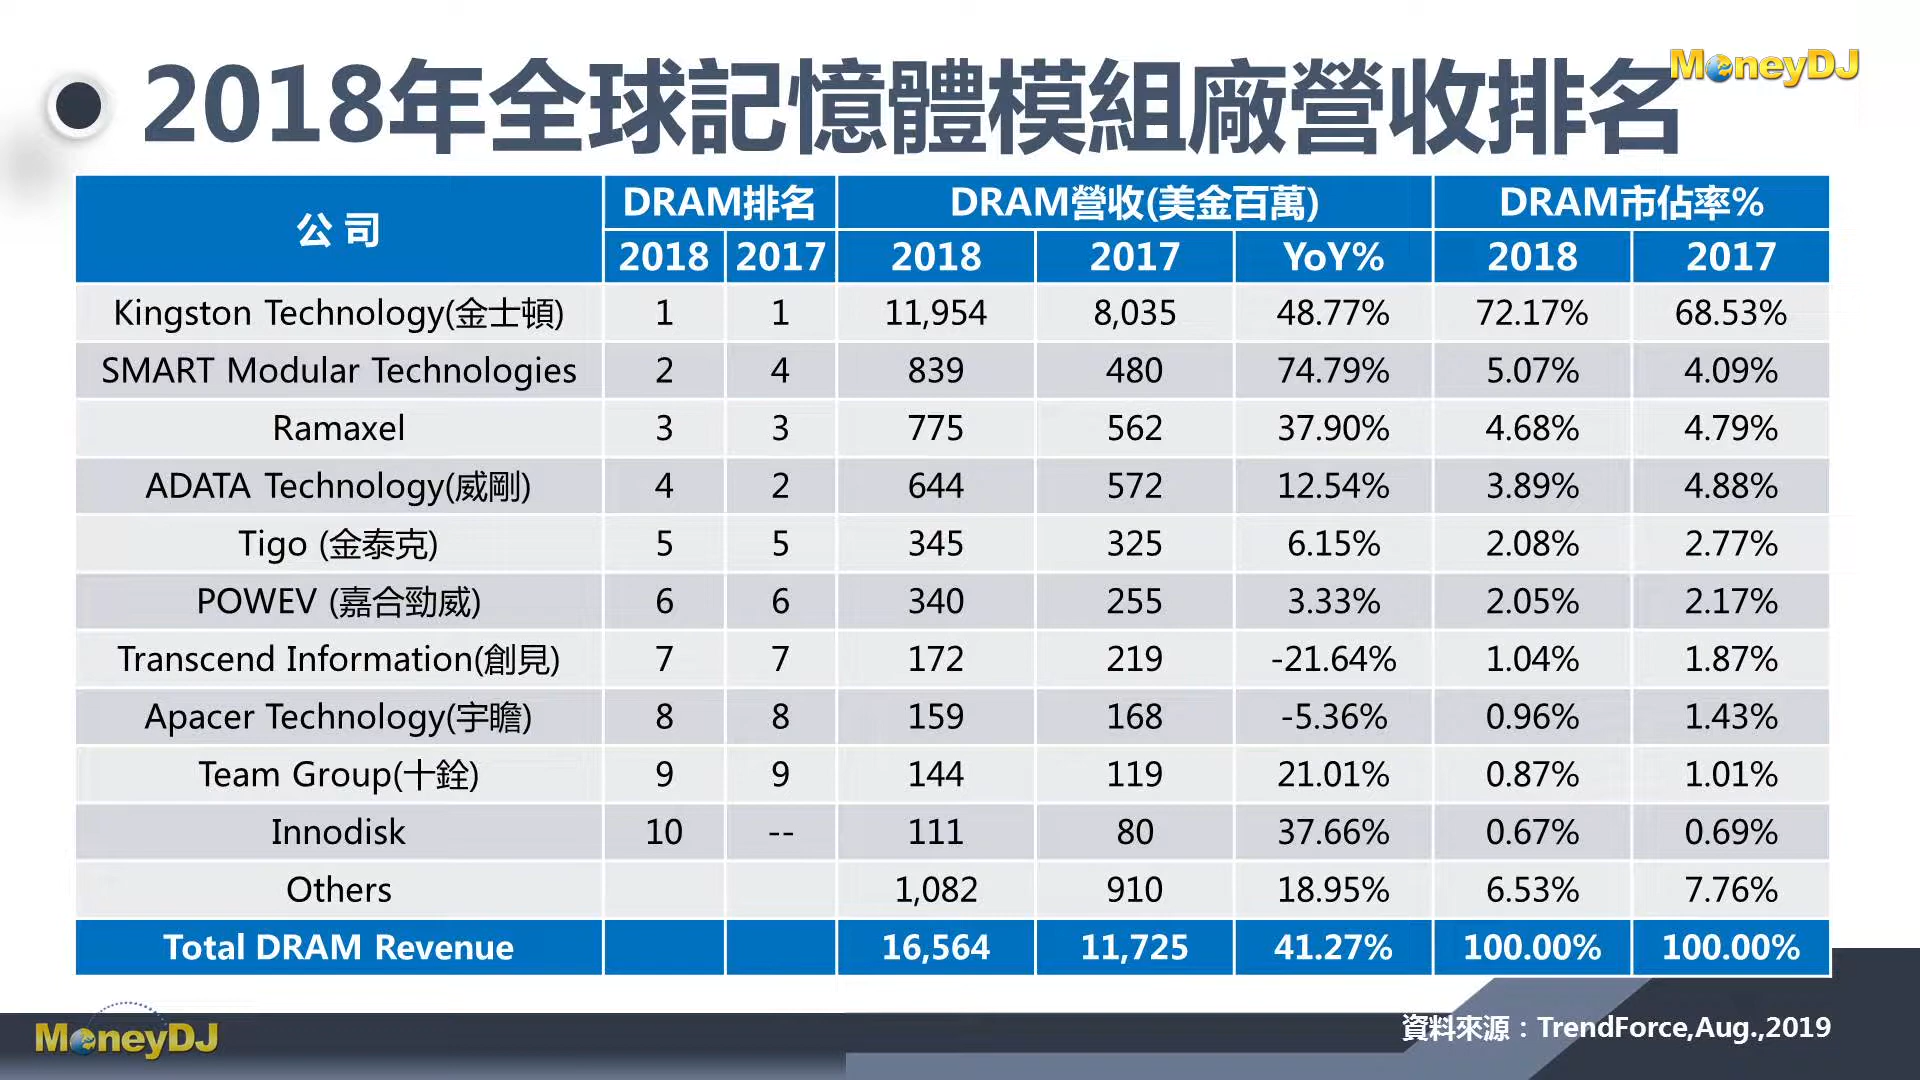 2018年全球記憶體模組廠營收排名
MoneyDJ
公司 DRAM排名 DRAM營收(美金百萬) DRAM市佔率%
2018 2017 2018 2017 YoY% 2018 2017
Kingston Technology(金士頓) 1 1 11,954 8,035 48.77% 72.17% 68.53%
SMART Modular Technologies 2 4 839 480 74.79% 5.07% 4.09%
Ramaxel 3 3 775 562 37.90% 4.68% 4.79%
ADATA Technology(威剛) 4 2 644 572 12.54% 3.89% 4.88%
Tigo (金泰克) 5 5 345 325 6.15% 2.08% 2.77%
POWEV (嘉合勁威) 6 6 340 255 3.33% 2.05% 2.17%
Transcend Information(創見) 7 7 172 219 -21.64% 1.04% 1.87%
Apacer Technology(宇瞻) 8 8 159 168 -5.36% 0.96% 1.43%
Team Group(十銓) 9 9 144 119 21.01% 0.87% 1.01%
Innodisk 10 -- 111 80 37.66% 0.67% 0.69%
Others 1,082 910 18.95% 6.53% 7.76%
Total DRAM Revenue 16,564 11,725 41.27% 100.00% 100.00%
MoneyDJ
資料來源：TrendForce,Aug.,2019